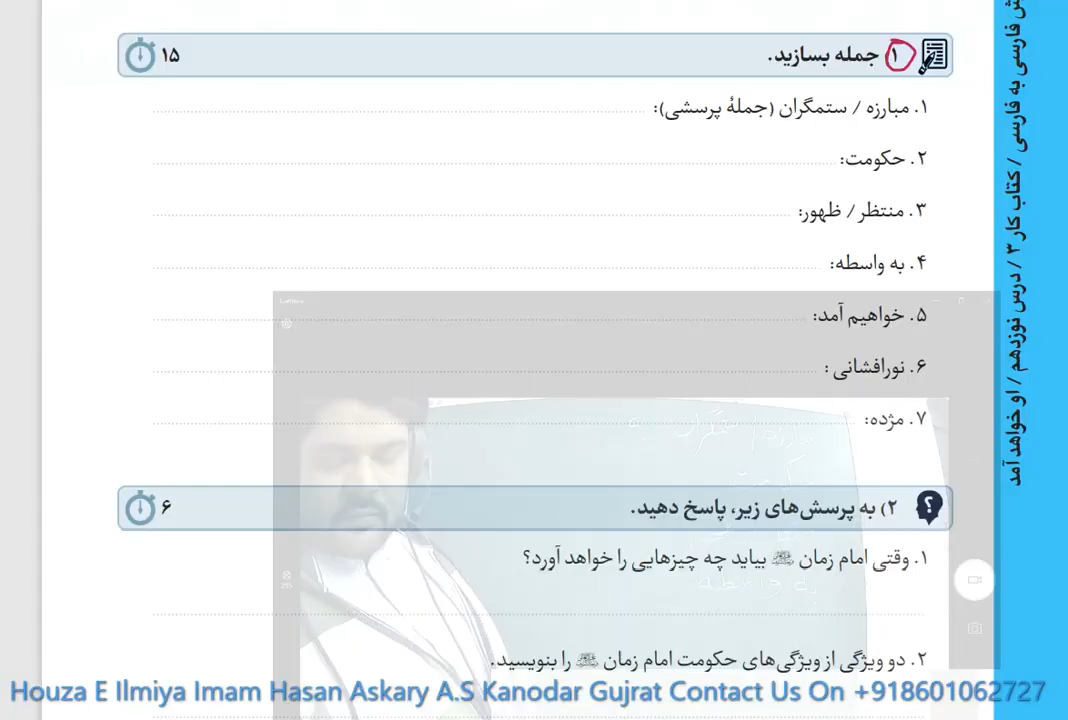 ۱) جمله بسازید. ۱۵
۱. مبارزه / ستمگران (جملهٔ پرسشی):
۲. حکومت:
۳. منتظر / ظهور:
۴. به واسطه:
۵. خواهیم آمد:
۶. نورافشانی :
۷. مژده:
۲) به پرسش‌های زیر، پاسخ دهید. ۶
۱. وقتی امام زمان بیاید چه چیزهایی را خواهد آورد؟
به واسطه
۲. دو ویژگی از ویژگی‌های حکومت امام زمان را بنویسید.
ش فارسی به فارسی / کتاب کار ۳ / درس نوزدهم / او خواهد آمد
Houza E Ilmiya Imam Hasan Askary A.S Kanodar Gujrat Contact Us On +918601062727